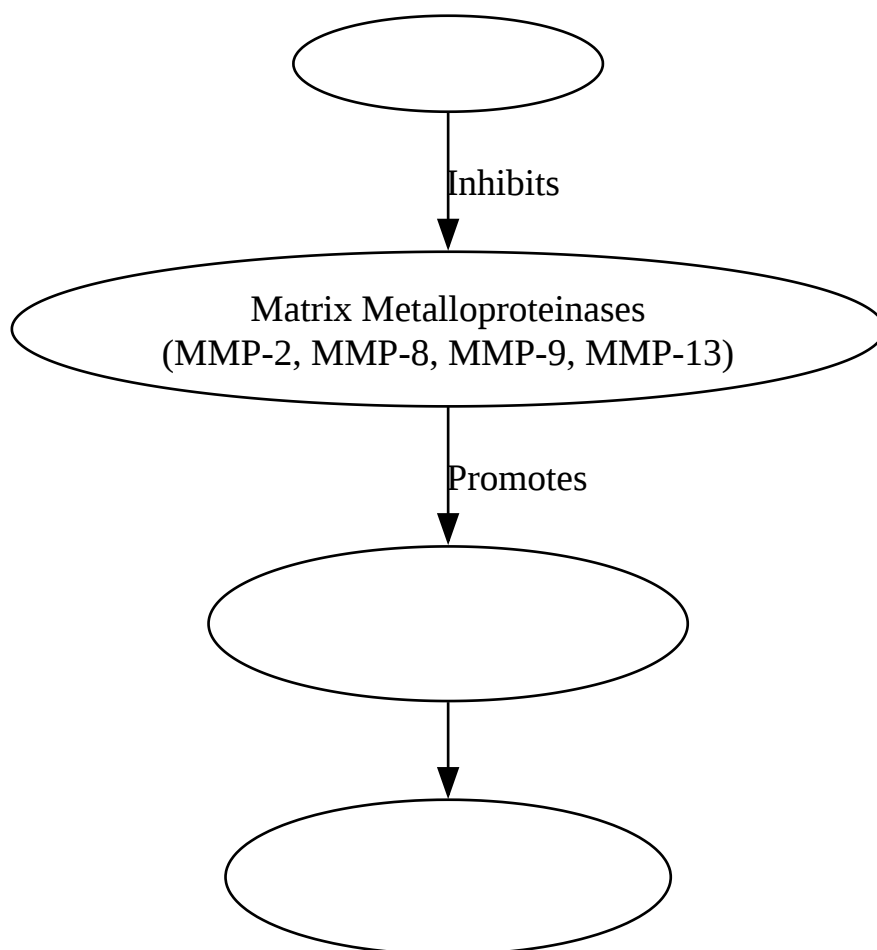 Inhibits
Matrix Metalloproteinases
(MMP-2, MMP-8, MMP-9, MMP-13)
Promotes